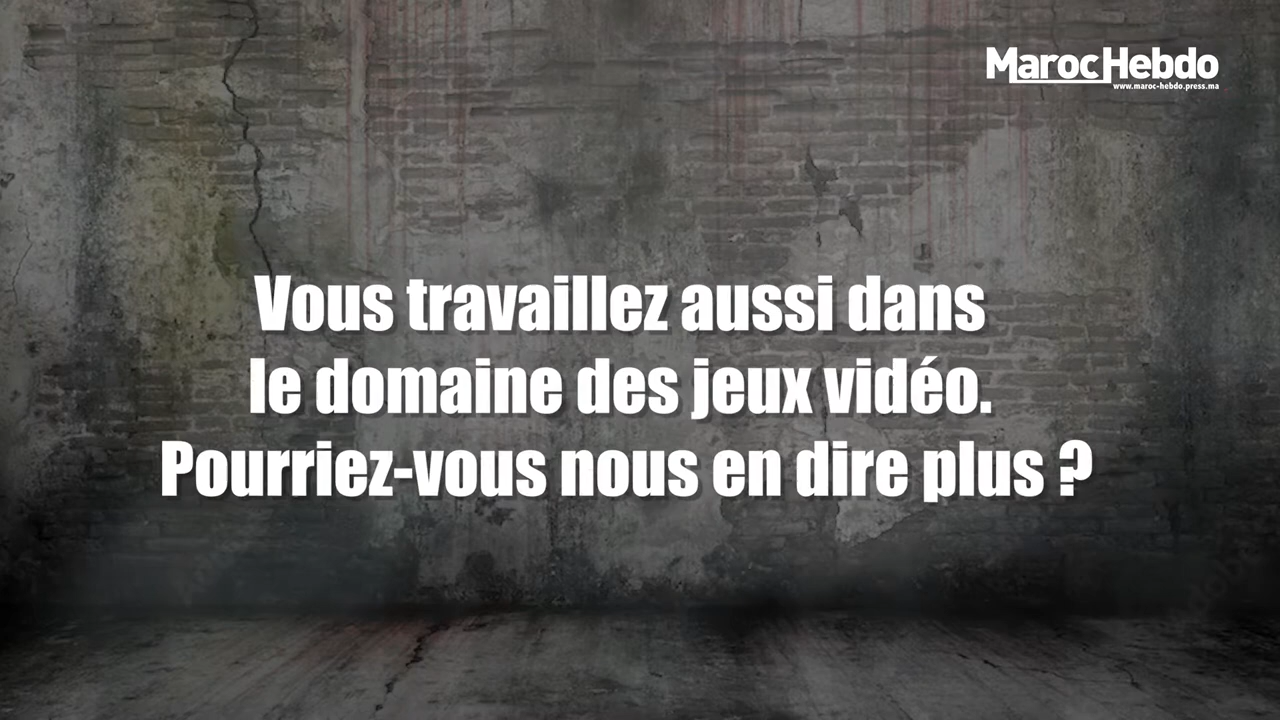 MarocHebdo
www.maroc-hebdo.press.ma
Vous travaillez aussi dans
le domaine des jeux vidéo.
Pourriez-vous nous en dire plus ?